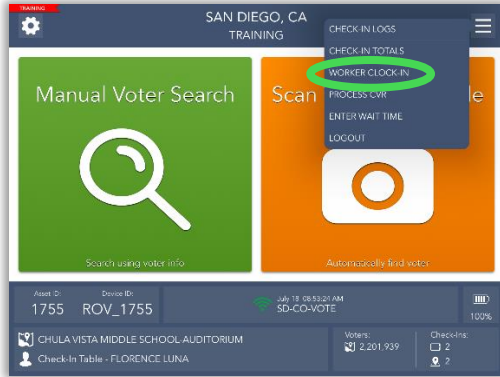 TRAINING
SAN DIEGO, CA
TRAINING
CHECK-IN LOGS
CHECK-IN TOTALS
WORKER CLOCK-IN
PROCESS CVR
ENTER WAIT TIME
LOGOUT
Manual Voter Search
Scan
le
Search using voter info
Automatically find voter
Asset ID:
1755
Device ID:
ROV_1755
July 18 08:53:24 AM
SD-CO-VOTE
100%
CHULA VISTA MIDDLE SCHOOL-AUDITORIUM
Check-In Table - FLORENCE LUNA
Voters:
2,201,939
Check-Ins:
2
2